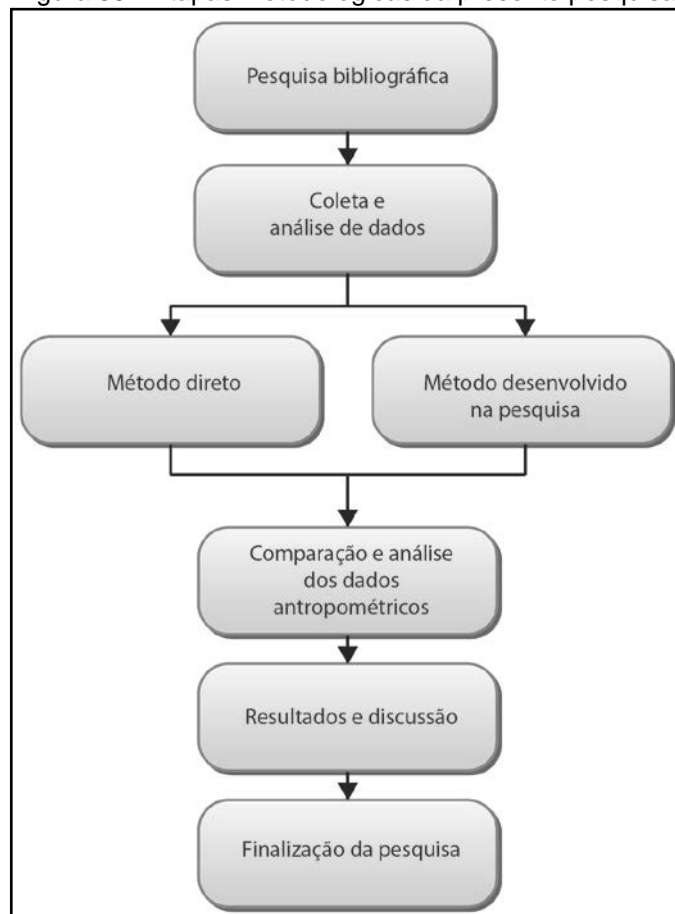 Pesquisa bibliográfica
Coleta e
análise de dados
Método direto
Método desenvolvido
na pesquisa
Comparação e análise
dos dados
antropométricos
Resultados e discussão
Finalização da pesquisa